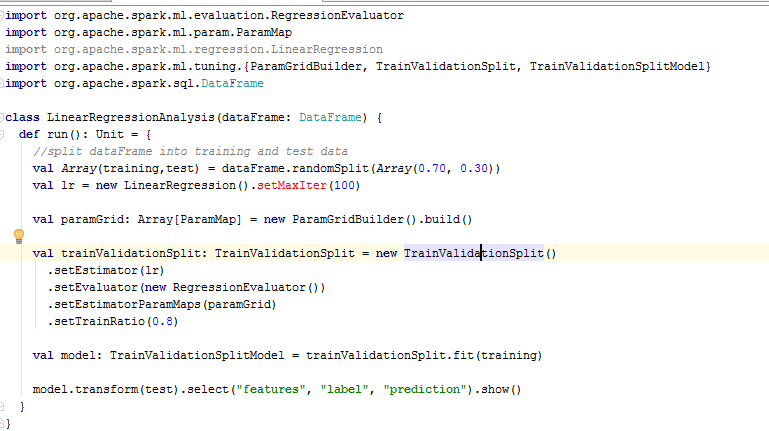 import org.apache.spark.ml.evaluation.RegressionEvaluator
import org.apache.spark.ml.param.ParamMap
import org.apache.spark.ml.regression.LinearRegression
import org.apache.spark.ml.tuning.{ParamGridBuilder, TrainValidationSplit, TrainValidationSplitModel}
import org.apache.spark.sql.DataFrame

class LinearRegressionAnalysis(dataFrame: DataFrame) {
  def run(): Unit = {
    //split dataFrame into training and test data
    val Array(training,test) = dataFrame.randomSplit(Array(0.70, 0.30))
    val lr = new LinearRegression().setMaxIter(100)

    val paramGrid: Array[ParamMap] = new ParamGridBuilder().build()

    val trainValidationSplit: TrainValidationSplit = new TrainValidationSplit()
      .setEstimator(lr)
      .setEvaluator(new RegressionEvaluator())
      .setEstimatorParamMaps(paramGrid)
      .setTrainRatio(0.8)

    val model: TrainValidationSplitModel = trainValidationSplit.fit(training)

    model.transform(test).select("features", "label", "prediction").show()
  }
}